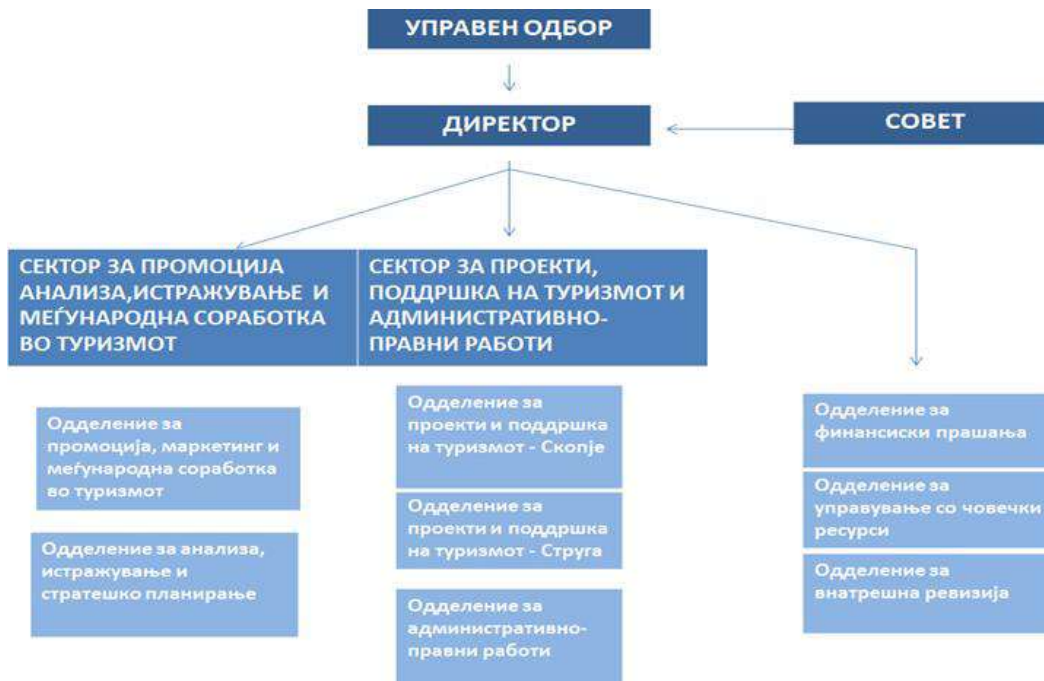 УПРАВЕН ОДБОР
ДИРЕКТОР
СОВЕТ
СЕКТОР ЗА ПРОМОЦИЈА
АНАЛИЗА,ИСТРАЖУВАЊЕ И
МЕЃУНАРОДНА СОРАБОТКА
ВО ТУРИЗМОТ
СЕКТОР ЗА ПРОЕКТИ,
ПОДДРШКА НА ТУРИЗМОТ И
АДМИНИСТРАТИВНО-
ПРАВНИ РАБОТИ
Одделение за
промоција, маркетинг и
меѓународна соработка
во туризмот
Одделение за анализа,
истражување и
стратешко планирање
Одделение за
проекти и поддршка
на туризмот - Скопје
Одделение за
проекти и поддршка
на туризмот - Струга
Одделение за
административно-
правни работи
Одделение за
финансиски прашања
Одделение за
управување со човечки
ресурси
Одделение за
внатрешна ревизија